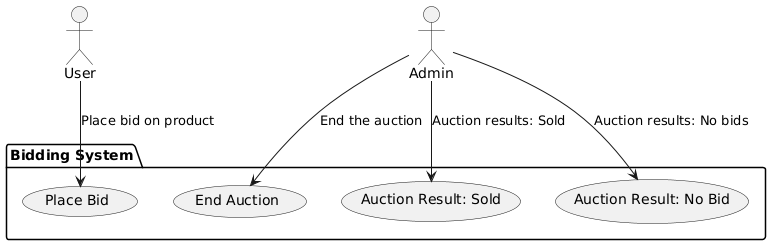 User
Admin
Place bid on product
End the auction
Auction results: Sold
Auction results: No bids
Bidding System
Place Bid
End Auction
Auction Result: Sold
Auction Result: No Bid